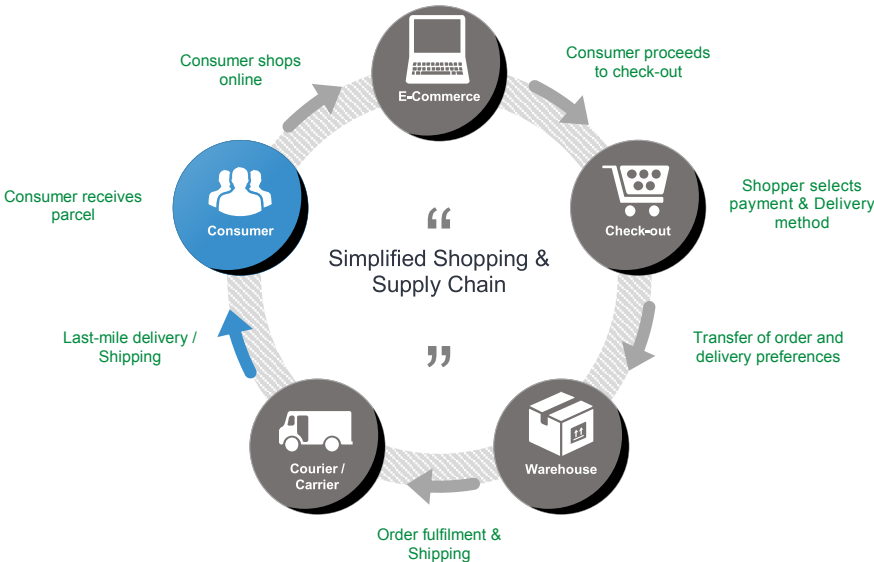 Consumer shops
online
E-Commerce
Consumer proceeds
to check-out
Consumer receives
parcel
Consumer
Check-out
Shopper selects
payment & Delivery
method
“
Simplified Shopping &
Supply Chain
”
Last-mile delivery /
Shipping
Transfer of order and
delivery preferences
Courier /
Carrier
Warehouse
Order fulfilment &
Shipping